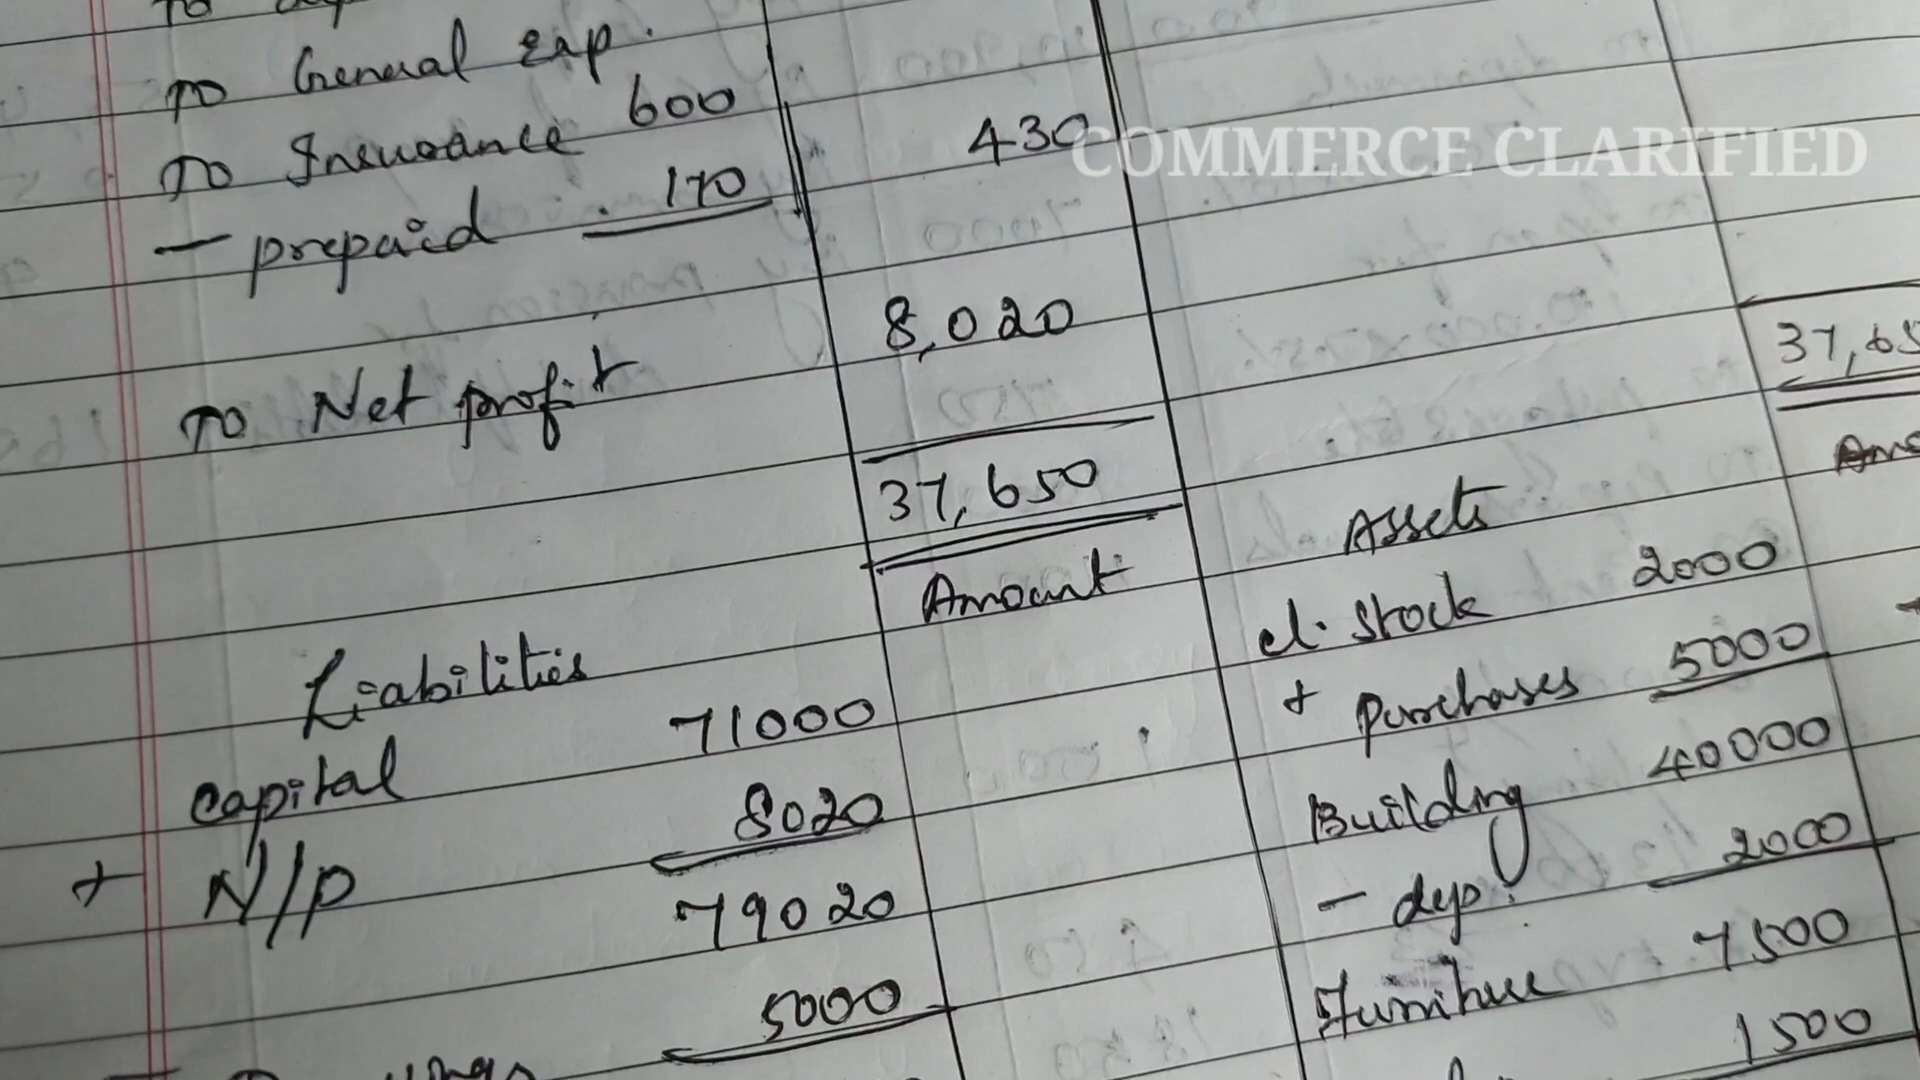 To General Exp.
To Insurance 600
- prepaid 170 430
To Net profit 8,020
37,650 37,65
Liabilities Amount Assets Amo
Capital 71000
+ N/P 8020
79020
5000
cl. stock 2000
+ purchases 5000
Building 40000
- dep. 2000
Furniture 7500
1500
COMMERCE CLARIFIED